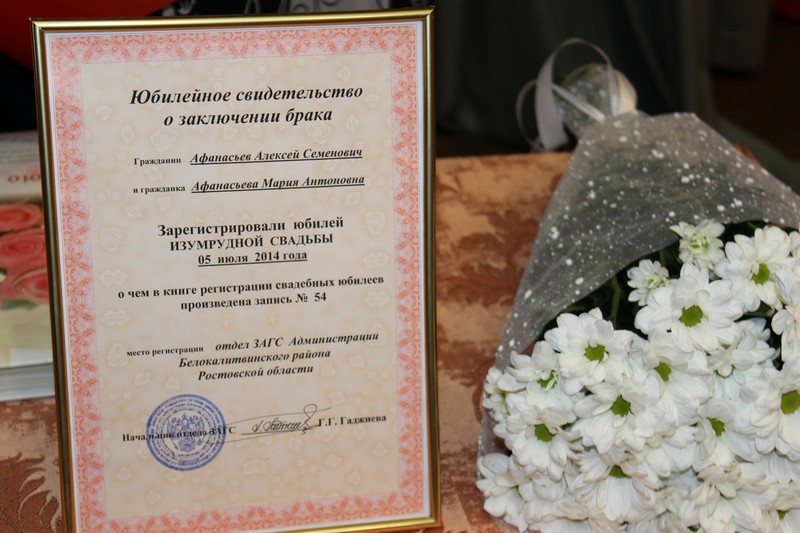 Юбилейное свидетельство
о заключении брака
Гражданин Афанасьев Алексей Семенович
и гражданка Афанасьева Мария Антоновна
Зарегистрировали юбилей
ИЗУМРУДНОЙ СВАДЬБЫ
05 июля 2014 года
о чем в книге регистрации свадебных юбилеев
произведена запись № 54
место регистрации отдел ЗАГС Администрации
Белокалитвинского района
Ростовской области
Начальник отдела ЗАГС Г.Г. Гаджиева